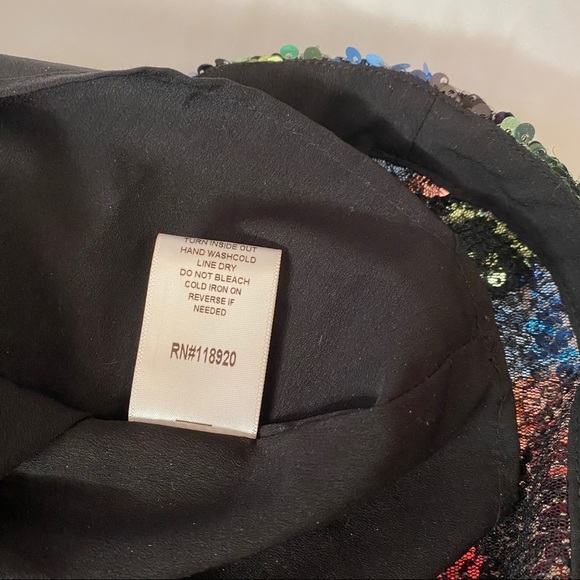 TURN INSIDE OUT
HAND WASHCOLD
LINE DRY
DO NOT BLEACH
COLD IRON ON
REVERSE IF
NEEDED
RN#118920